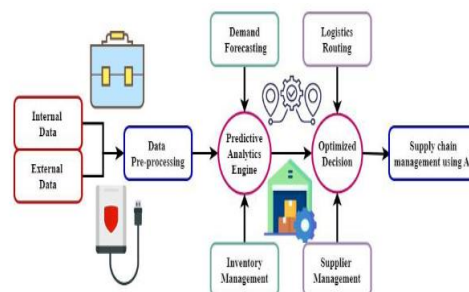 Demand
Forecasting
Logistics
Routing
Internal
Data
External
Data
Data
Pre-processing
Predictive
Analytics
Engine
Optimized
Decision
Supply chain
management using A
Inventory
Management
Supplier
Management